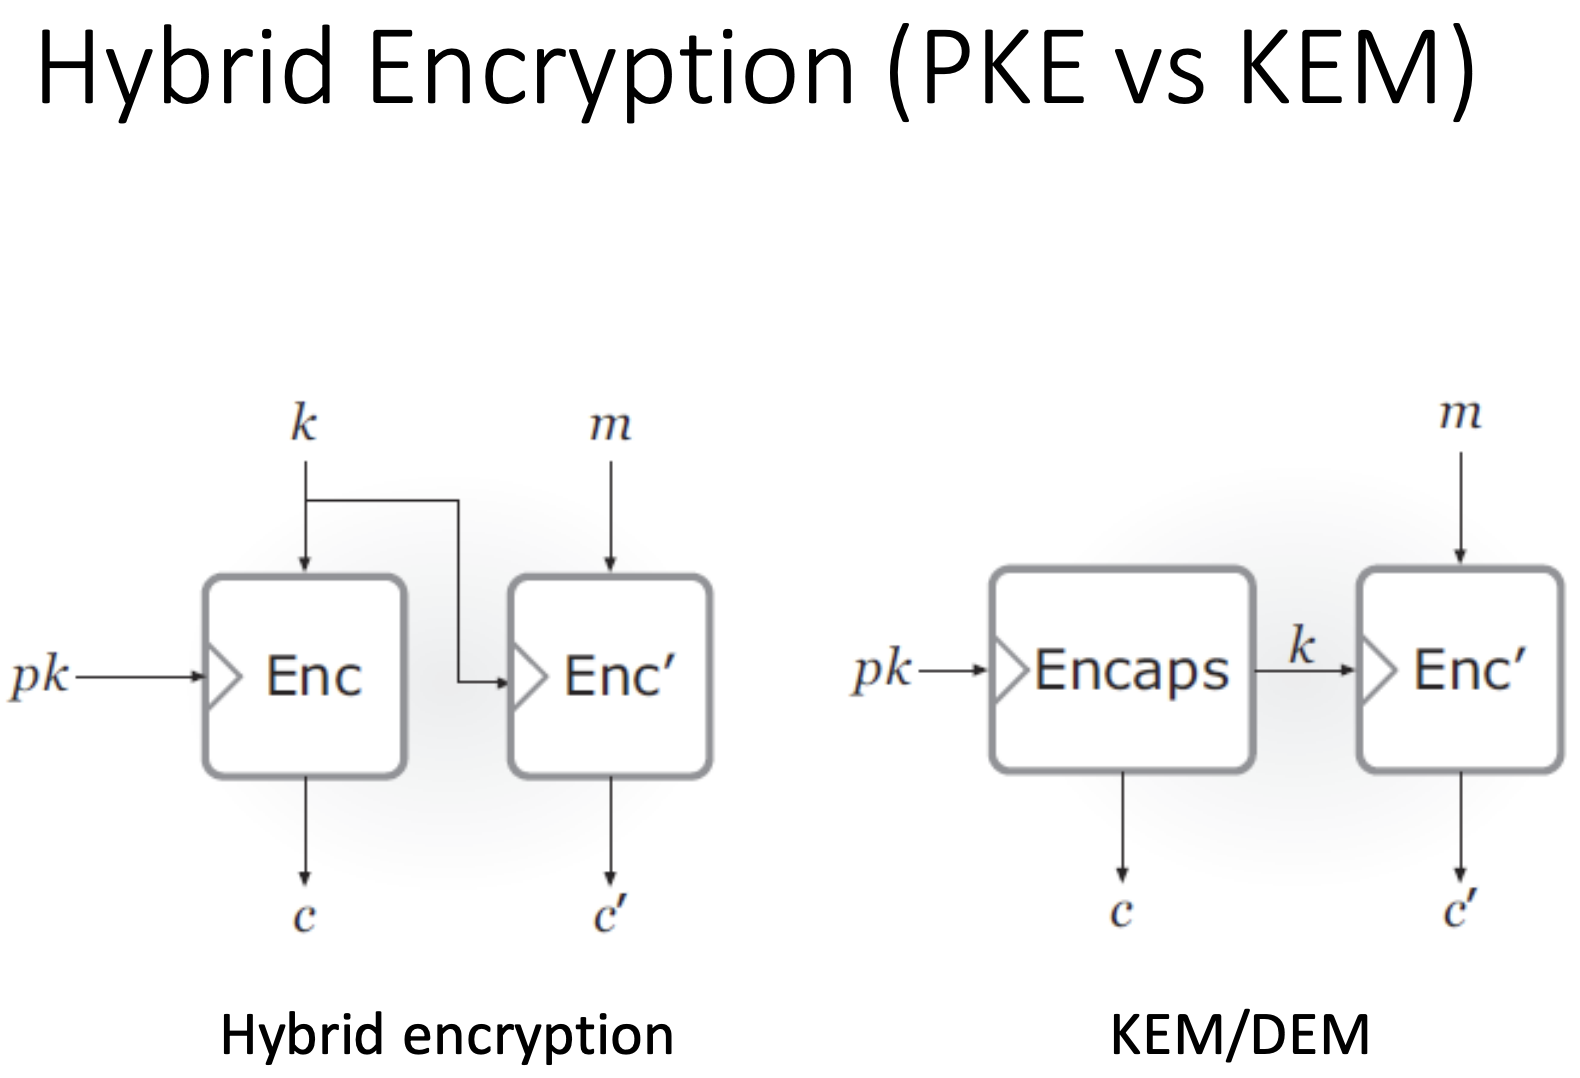 Hybrid Encryption (PKE vs KEM)
k
m
pk
Enc
Enc′
c
c′
Hybrid encryption
m
pk
Encaps
k
Enc′
c
c′
KEM/DEM